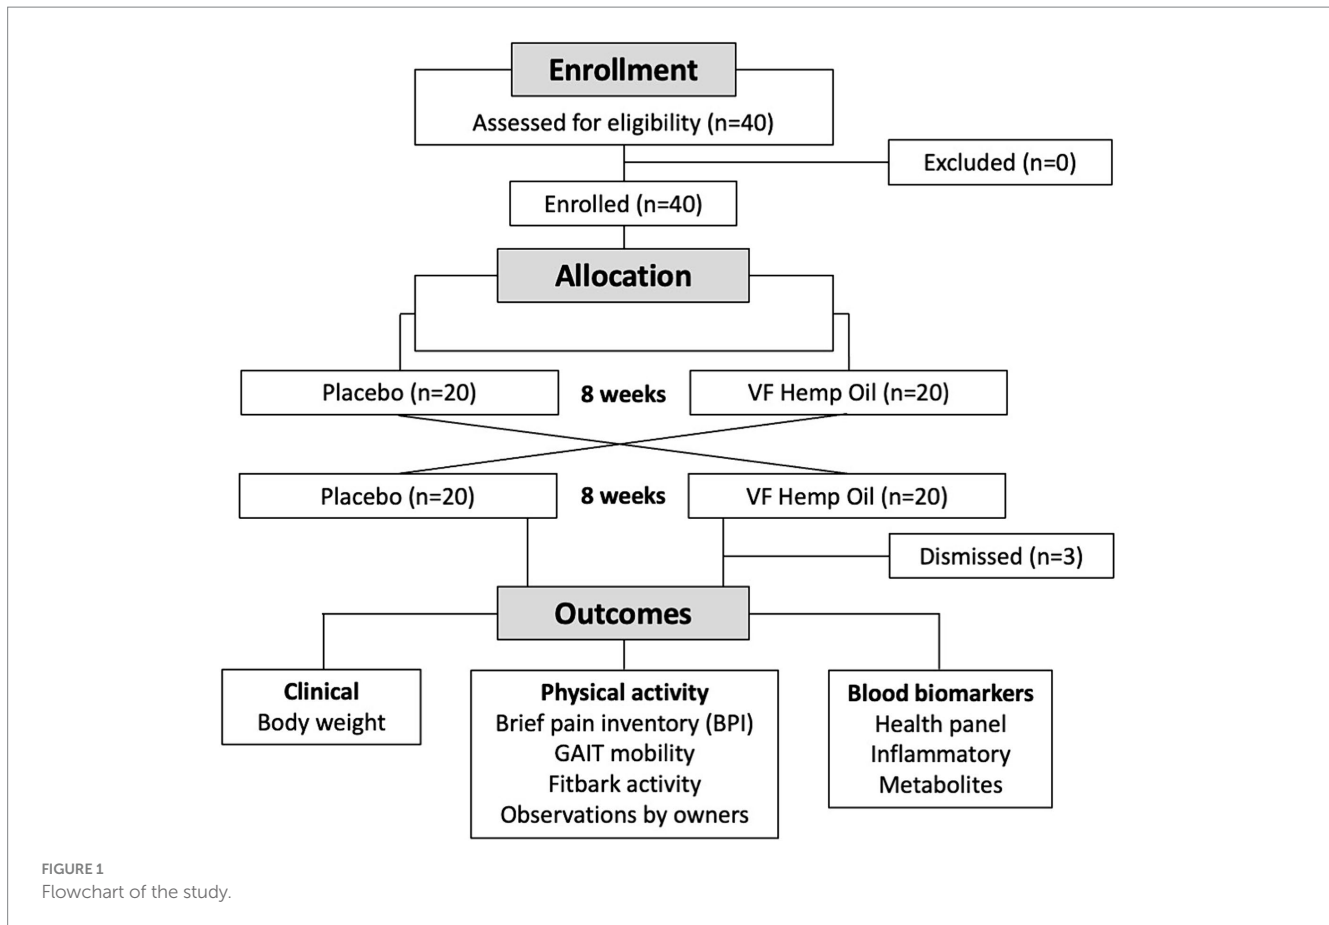 Enrollment
Assessed for eligibility (n=40)
Excluded (n=0)
Enrolled (n=40)
Allocation
Placebo (n=20)
8 weeks
VF Hemp Oil (n=20)
Placebo (n=20)
8 weeks
VF Hemp Oil (n=20)
Dismissed (n=3)
Outcomes
Clinical
Body weight
Physical activity
Brief pain inventory (BPI)
GAIT mobility
Fitbark activity
Observations by owners
Blood biomarkers
Health panel
Inflammatory
Metabolites
FIGURE 1
Flowchart of the study.